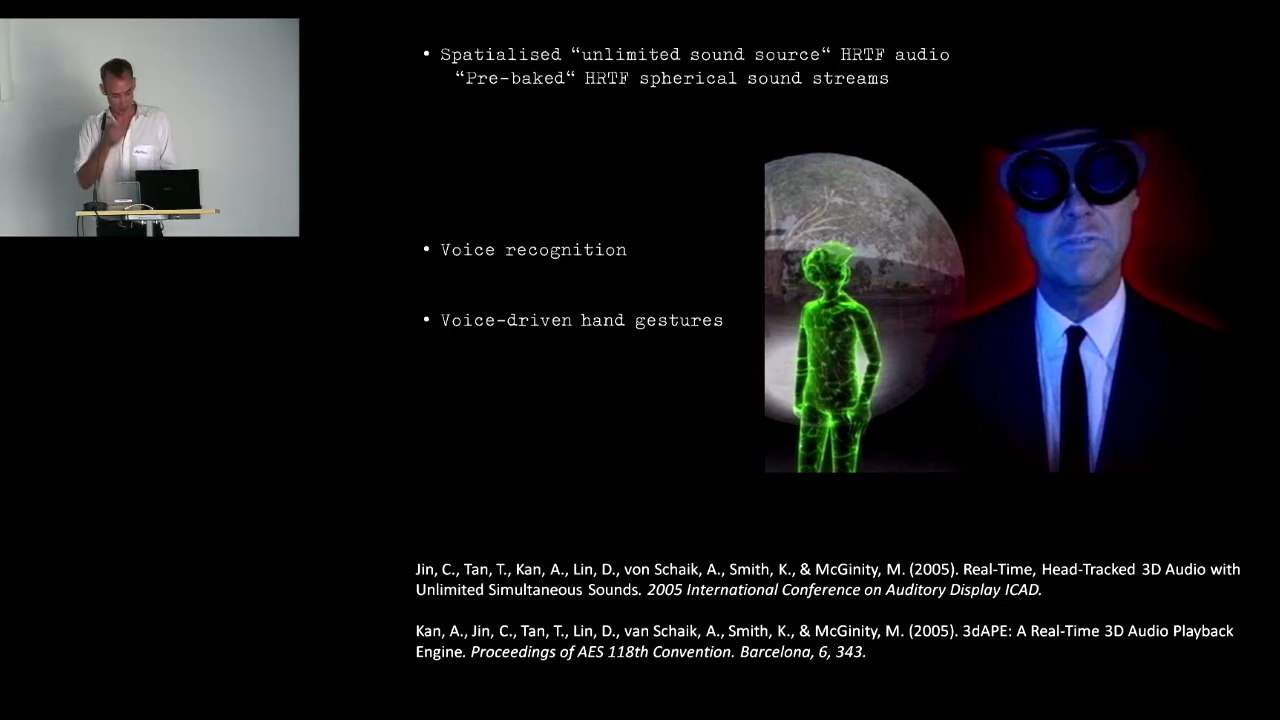 • Spatialised “unlimited sound source“ HRTF audio
“Pre-baked“ HRTF spherical sound streams
• Voice recognition
• Voice-driven hand gestures
Jin, C., Tan, T., Kan, A., Lin, D., von Schaik, A., Smith, K., & McGinity, M. (2005). Real-Time, Head-Tracked 3D Audio with
Unlimited Simultaneous Sounds. 2005 International Conference on Auditory Display ICAD.
Kan, A., Jin, C., Tan, T., Lin, D., van Schaik, A., Smith, K., & McGinity, M. (2005). 3dAPE: A Real-Time 3D Audio Playback
Engine. Proceedings of AES 118th Convention. Barcelona, 6, 343.